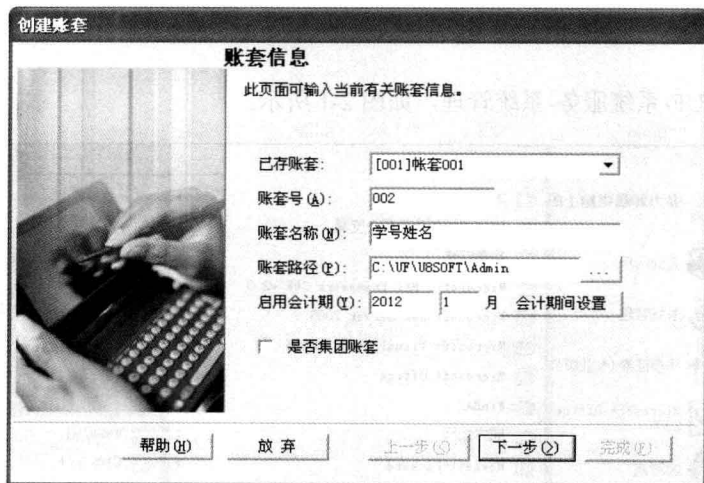 创建账套
账套信息
此页面可输入当前有关账套信息。
已存账套: [001]帐套001
账套号(A): 002
账套名称(N): 学号姓名
账套路径(P): C:\UF\U8SOFT\Admin ...
启用会计期(Y): 2012 1 月 会计期间设置
是否集团账套
帮助(H) 放 弃 上一步(<) 下一步(>) 完成(F)